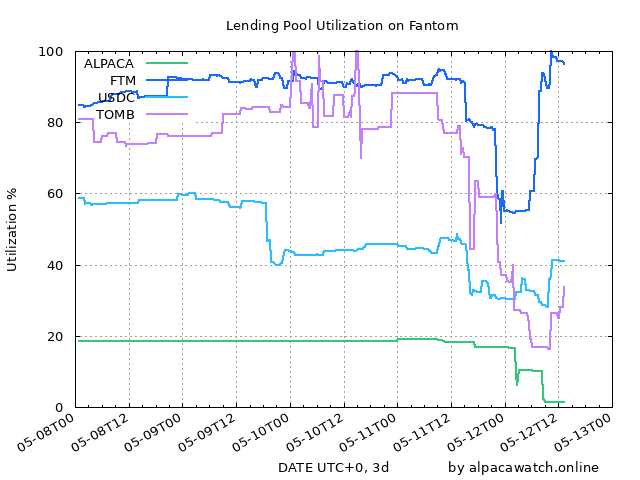 Lending Pool Utilization on Fantom
100
80
60
40
20
0
Utilization %
ALPACA
FTM
USDC
TOMB
05-08T00
05-08T12
05-09T00
05-09T12
05-10T00
05-10T12
05-11T00
05-11T12
05-12T00
05-12T12
05-13T00
DATE UTC+0, 3d
by alpacawatch.online